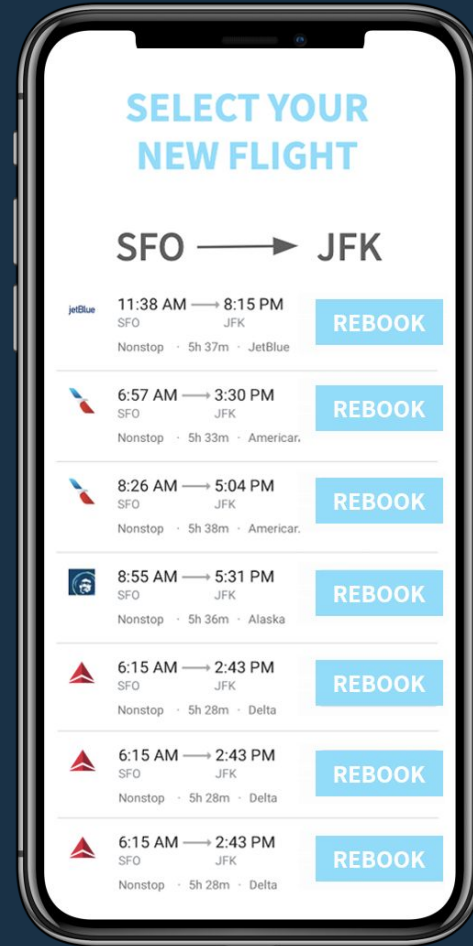 SELECT YOUR
NEW FLIGHT
SFO → JFK
jetBlue
11:38 AM → 8:15 PM
SFO JFK
Nonstop · 5h 37m · JetBlue
REBOOK
6:57 AM → 3:30 PM
SFO JFK
Nonstop · 5h 33m · American
REBOOK
8:26 AM → 5:04 PM
SFO JFK
Nonstop · 5h 38m · American
REBOOK
8:55 AM → 5:31 PM
SFO JFK
Nonstop · 5h 36m · Alaska
REBOOK
6:15 AM → 2:43 PM
SFO JFK
Nonstop · 5h 28m · Delta
REBOOK
6:15 AM → 2:43 PM
SFO JFK
Nonstop · 5h 28m · Delta
REBOOK
6:15 AM → 2:43 PM
SFO JFK
Nonstop · 5h 28m · Delta
REBOOK